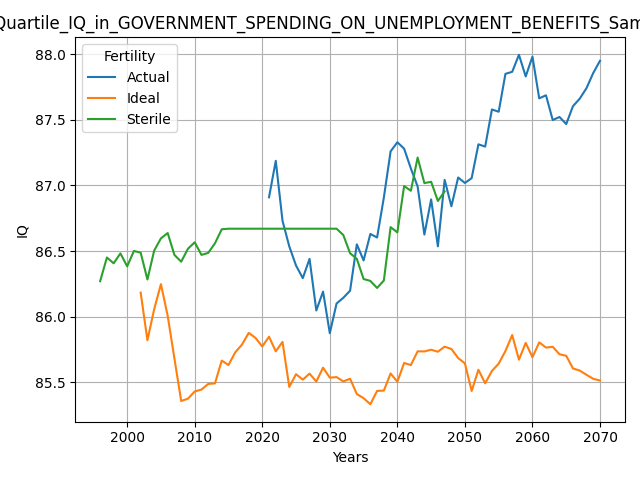 Quartile_IQ_in_GOVERNMENT_SPENDING_ON_UNEMPLOYMENT_BENEFITS_Sam
Fertility
Actual
Ideal
Sterile
88.0
87.5
87.0
86.5
86.0
85.5
IQ
2000 2010 2020 2030 2040 2050 2060 2070
Years